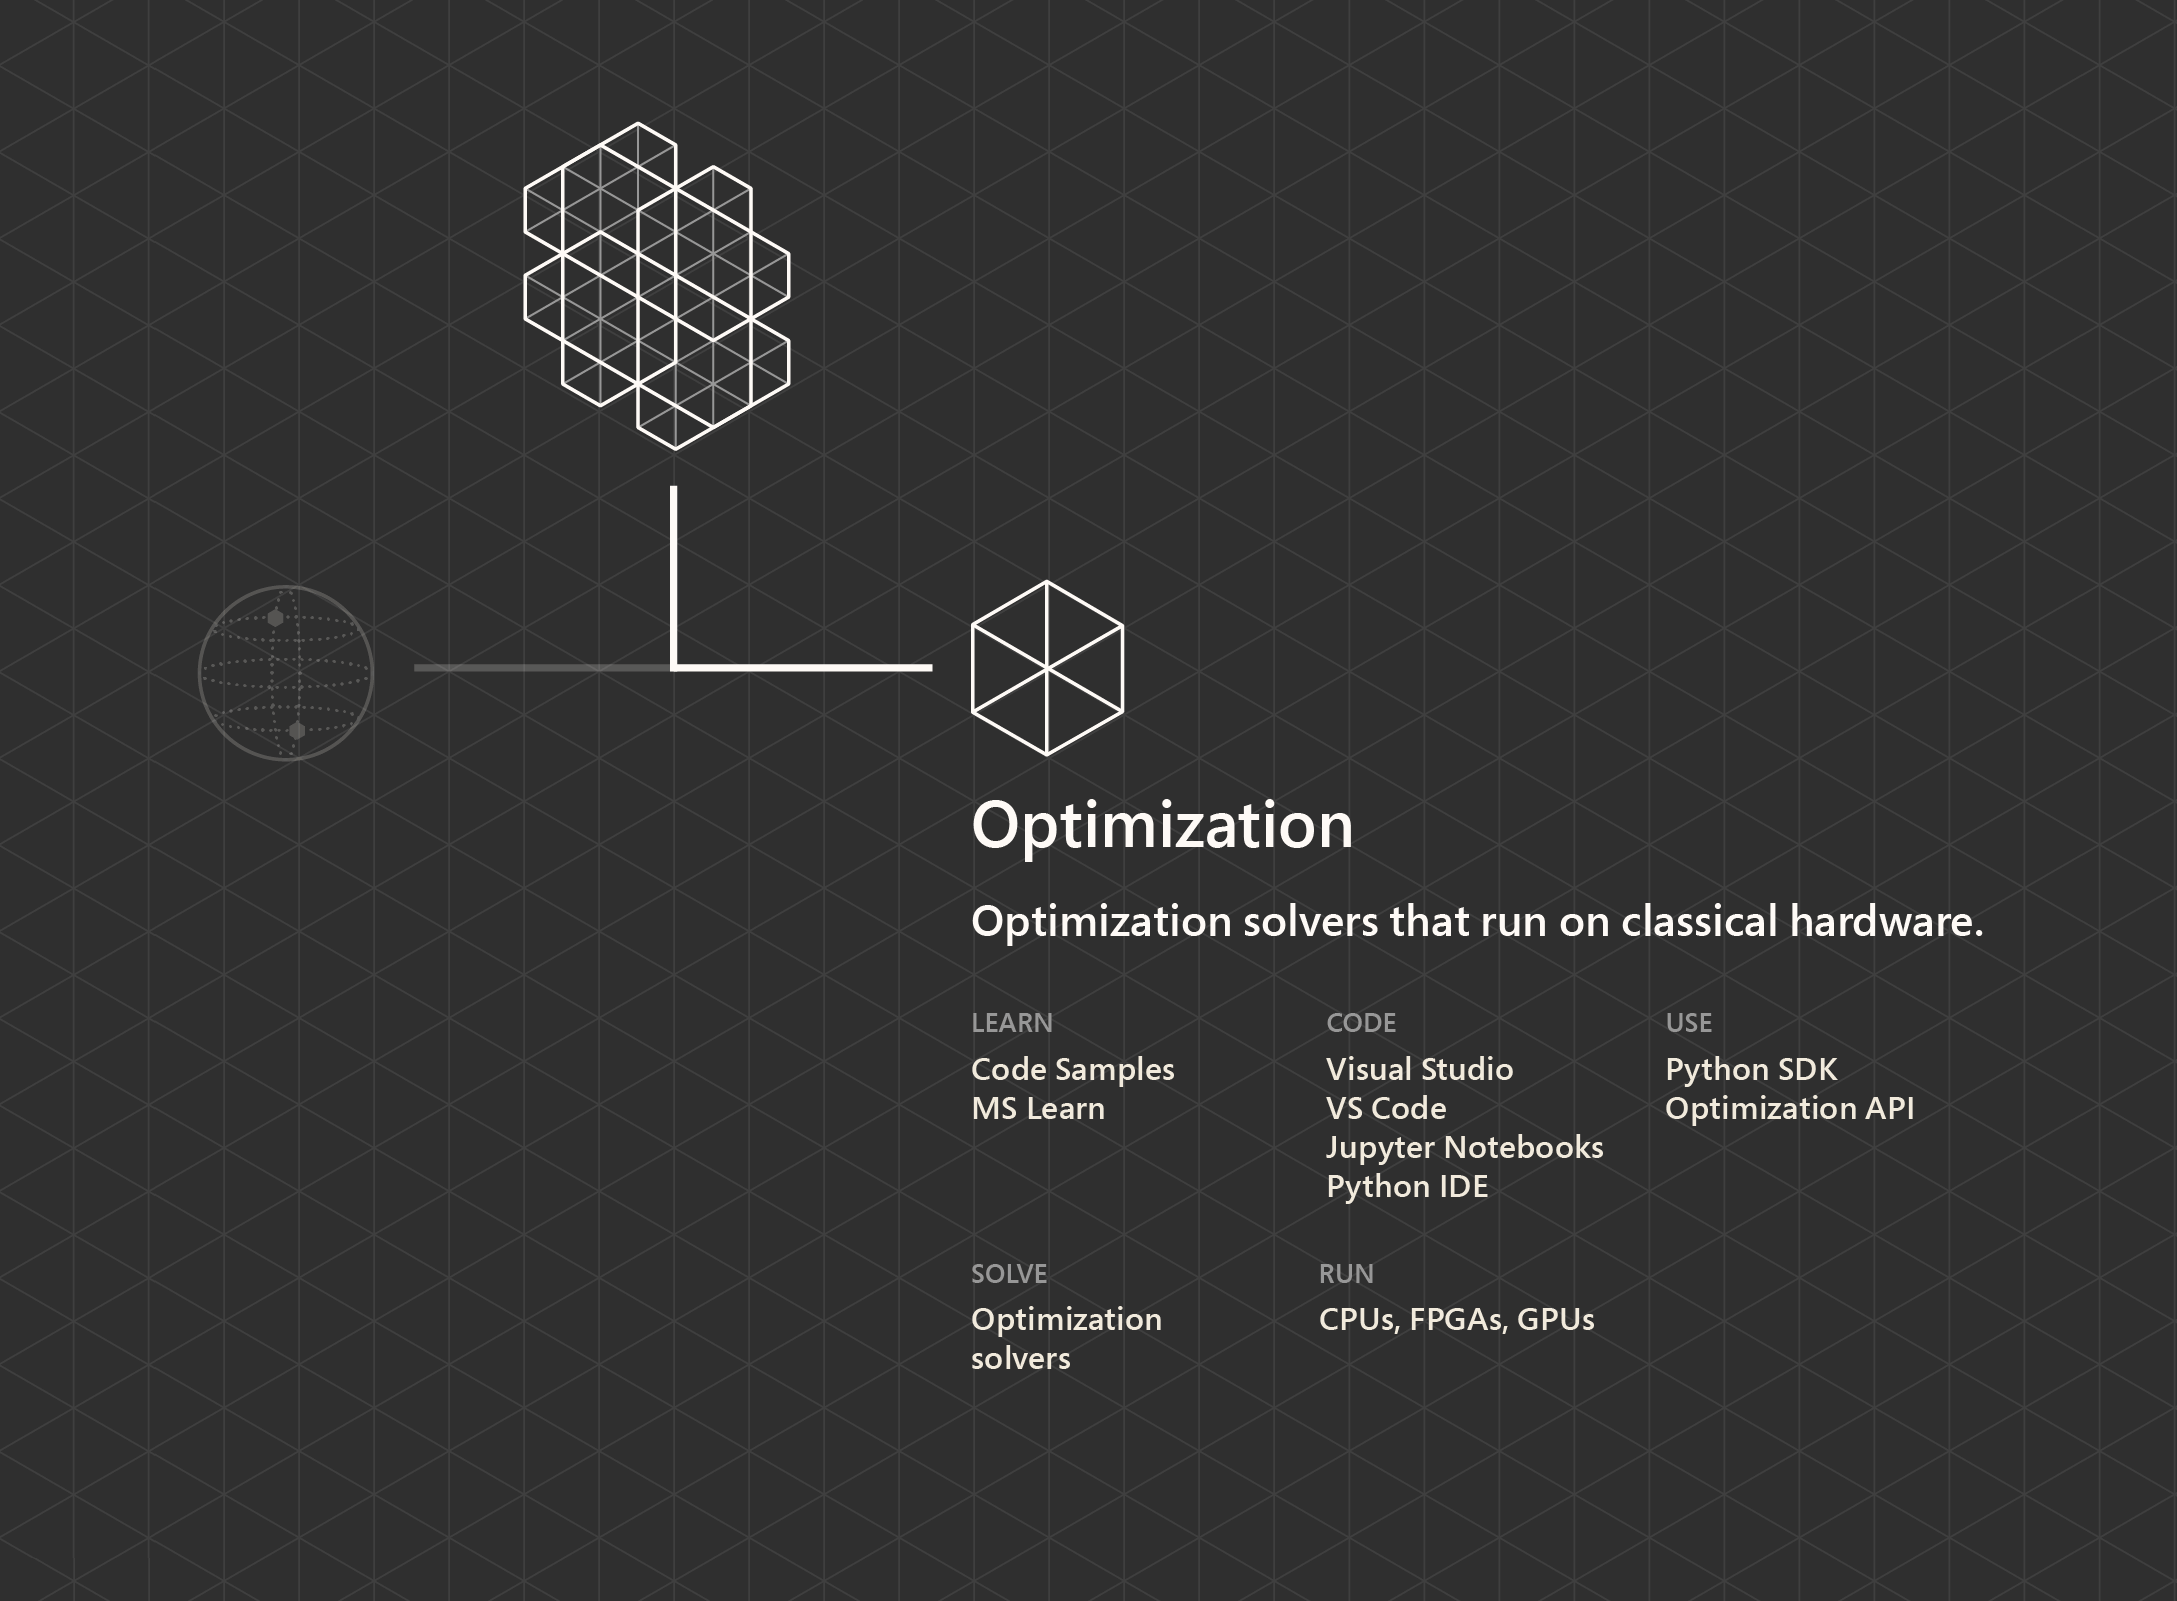 Optimization
Optimization solvers that run on classical hardware.
LEARN
Code Samples
MS Learn
CODE
Visual Studio
VS Code
Jupyter Notebooks
Python IDE
USE
Python SDK
Optimization API
SOLVE
Optimization
solvers
RUN
CPUs, FPGAs, GPUs